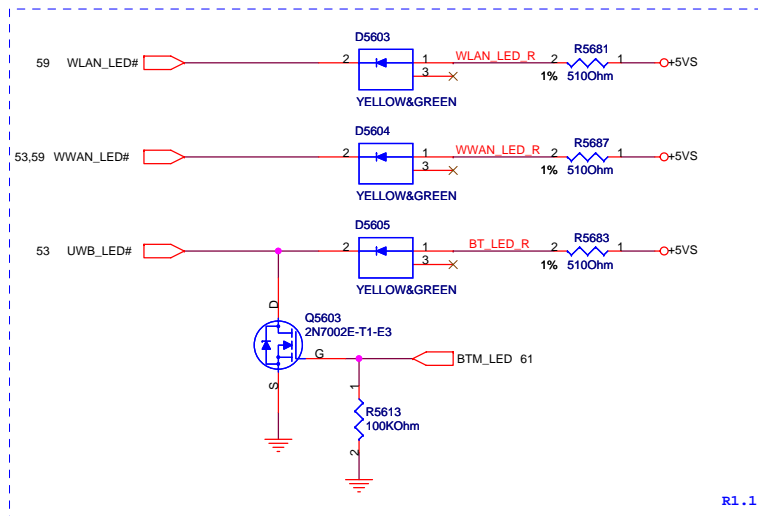 D5603
59 WLAN_LED# 2 1 WLAN_LED_R 2 R5681 1 +5VS
3 1% 510Ohm
YELLOW&GREEN
D5604
53,59 WWAN_LED# 2 1 WWAN_LED_R 2 R5687 1 +5VS
3 1% 510Ohm
YELLOW&GREEN
D5605
53 UWB_LED# 2 1 BT_LED_R 2 R5683 1 +5VS
3 1% 510Ohm
YELLOW&GREEN
D
Q5603
2N7002E-T1-E3
G BTM_LED 61
S
1
R5613
100KOhm
2
R1.1